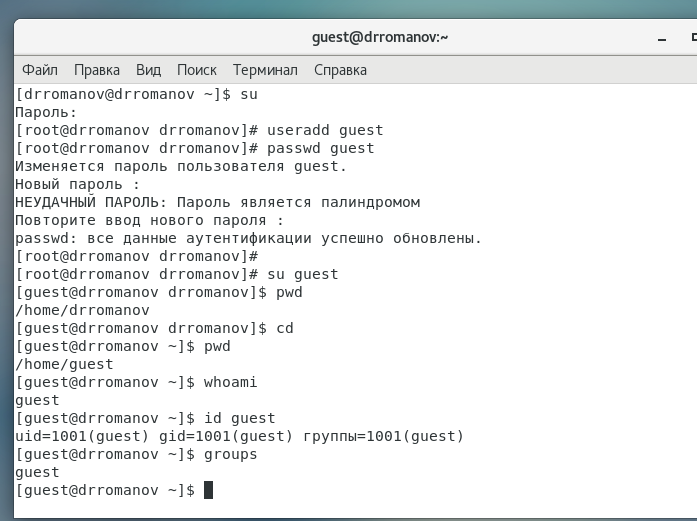 guest@drromanov:~
Файл Правка Вид Поиск Терминал Справка
[drromanov@drromanov ~]$ su
Пароль:
[root@drromanov drromanov]# useradd guest
[root@drromanov drromanov]# passwd guest
Изменяется пароль пользователя guest.
Новый пароль :
НЕУДАЧНЫЙ ПАРОЛЬ: Пароль является палиндромом
Повторите ввод нового пароля :
passwd: все данные аутентификации успешно обновлены.
[root@drromanov drromanov]#
[root@drromanov drromanov]# su guest
[guest@drromanov drromanov]$ pwd
/home/drromanov
[guest@drromanov drromanov]$ cd
[guest@drromanov ~]$ pwd
/home/guest
[guest@drromanov ~]$ whoami
guest
[guest@drromanov ~]$ id guest
uid=1001(guest) gid=1001(guest) группы=1001(guest)
[guest@drromanov ~]$ groups
guest
[guest@drromanov ~]$